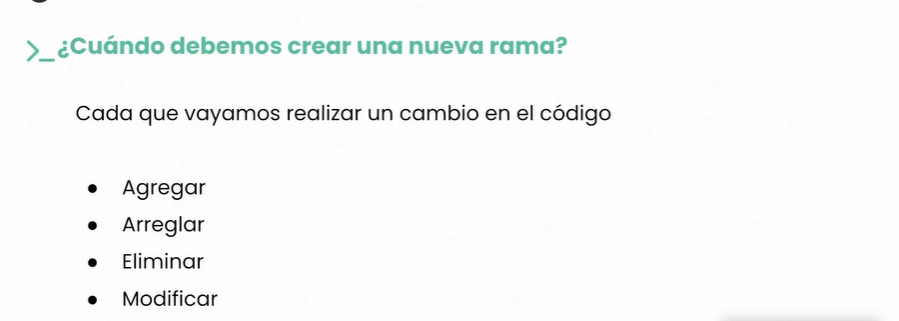 >_¿Cuándo debemos crear una nueva rama?
Cada que vayamos realizar un cambio en el código
● Agregar
● Arreglar
● Eliminar
● Modificar